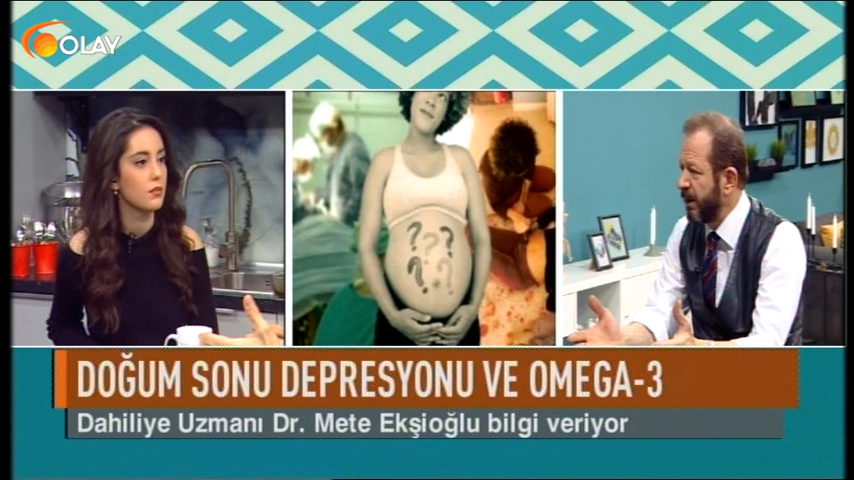 OLAY
? ? ?
? ?
DOĞUM SONU DEPRESYONU VE OMEGA-3
Dahiliye Uzmanı Dr. Mete Ekşioğlu bilgi veriyor